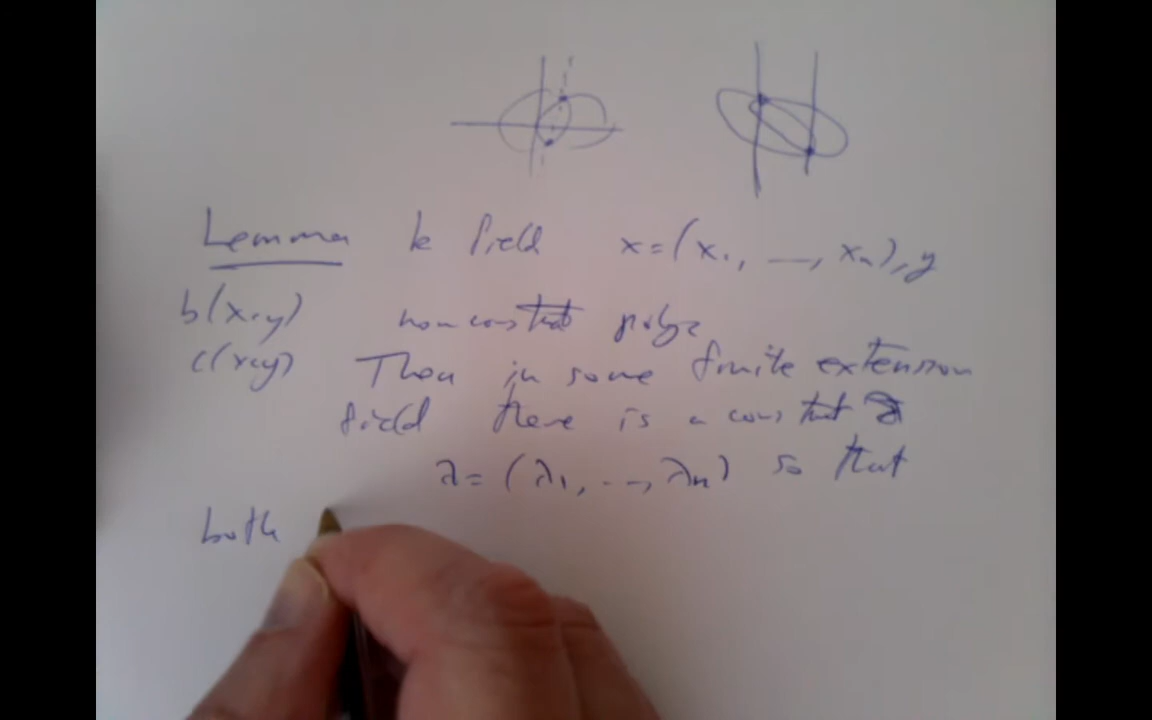 Lemma k field x=(x₁, —, xₙ), y
b(x,y) nonconstant polys
c(x,y) Then in some finite extension
field there is a constant
λ=(λ₁, .., λₙ) so that
both